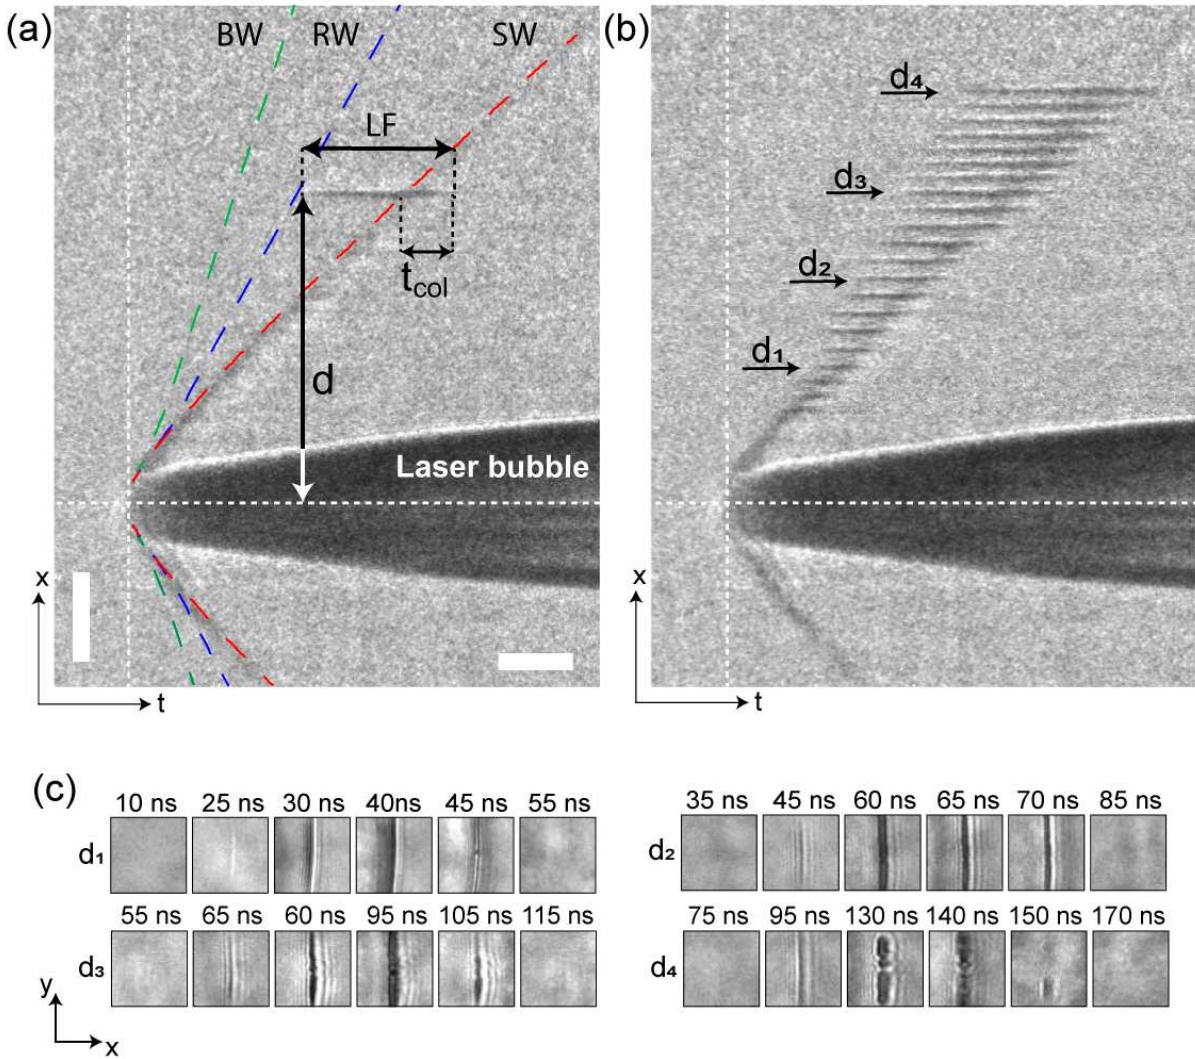 (a)
BW RW SW
LF
t_col
d
Laser bubble
x
t
(b)
d₄
d₃
d₂
d₁
x
t
(c)
10 ns 25 ns 30 ns 40ns 45 ns 55 ns
d₁
55 ns 65 ns 60 ns 95 ns 105 ns 115 ns
d₃
35 ns 45 ns 60 ns 65 ns 70 ns 85 ns
d₂
75 ns 95 ns 130 ns 140 ns 150 ns 170 ns
d₄
y
x